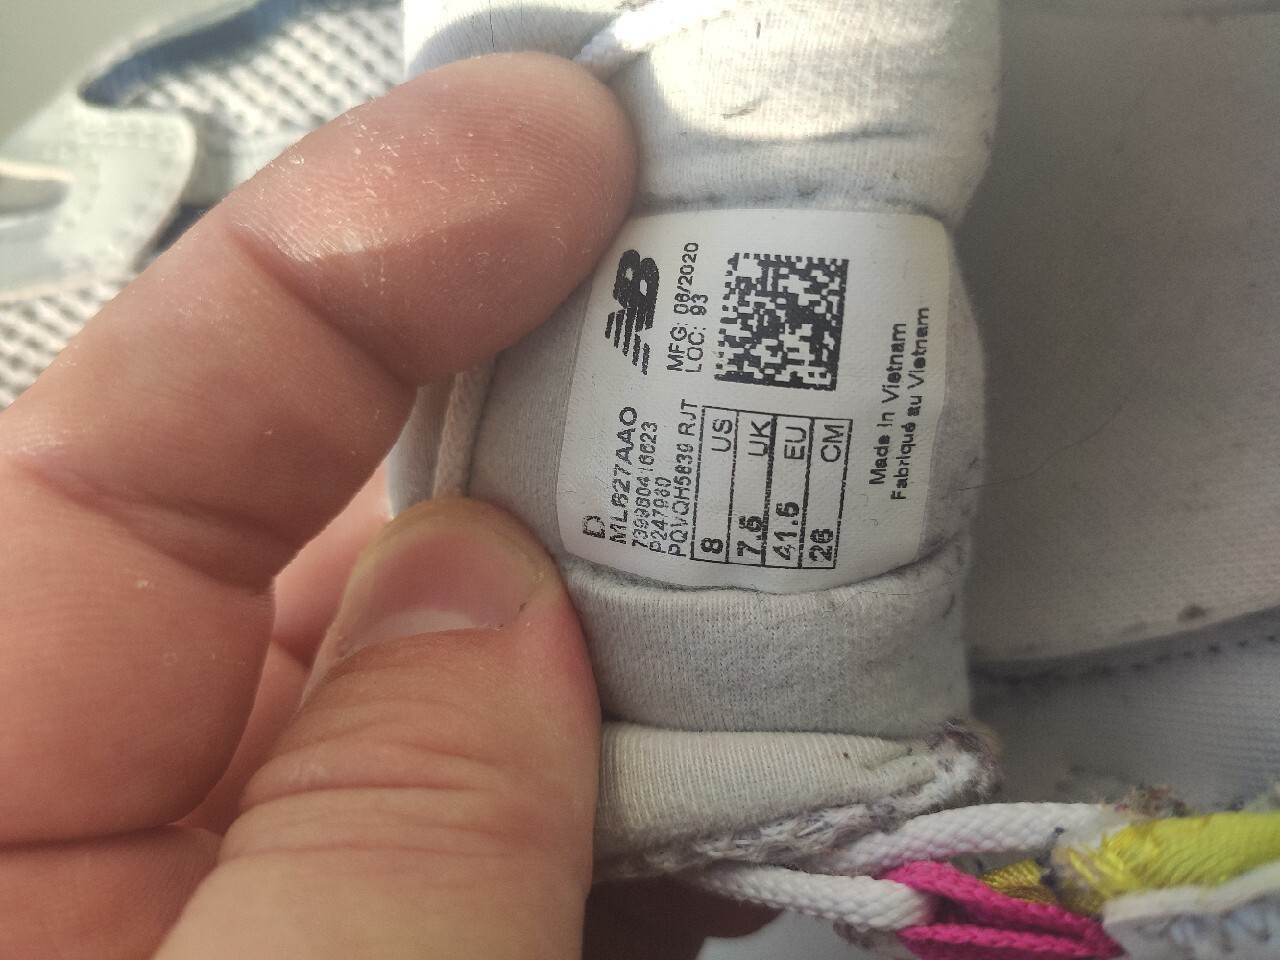 NB
MFG: 08/2020
LOC: 93
D
ML827AAO
739980416623
P247980
PQVQH5839 RJT
8 US
7.5 UK
41.5 EU
26 CM
Made in Vietnam
Fabriqué au Vietnam